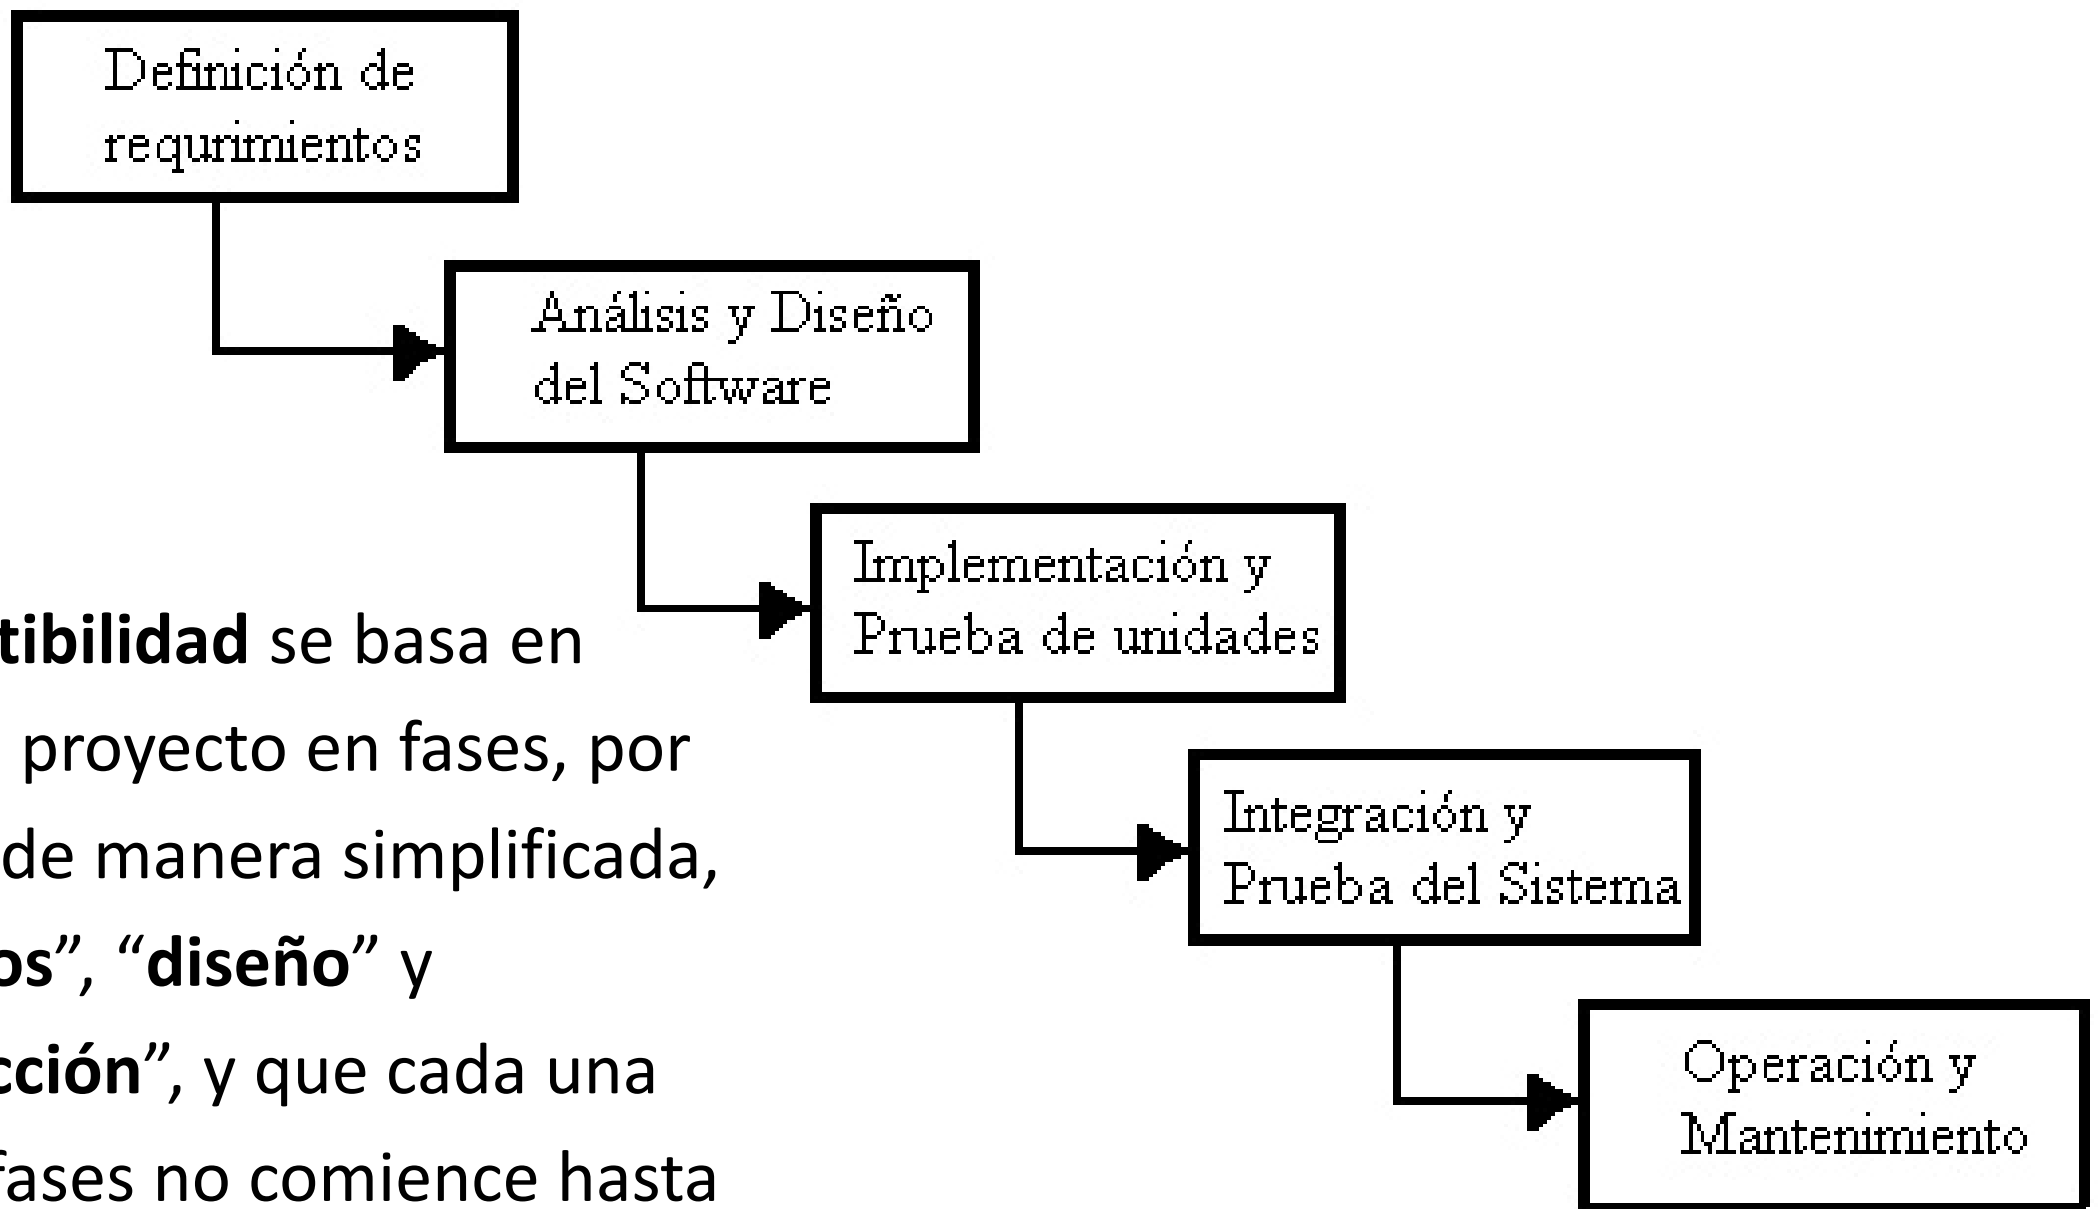 Definición de
requrimientos
Análisis y Diseño
del Software
Implementación y
Prueba de unidades
Integración y
Prueba del Sistema
Operación y
Mantenimiento
tibilidad se basa en
proyecto en fases, por
de manera simplificada,
os”, “diseño” y
cción”, y que cada una
fases no comience hasta